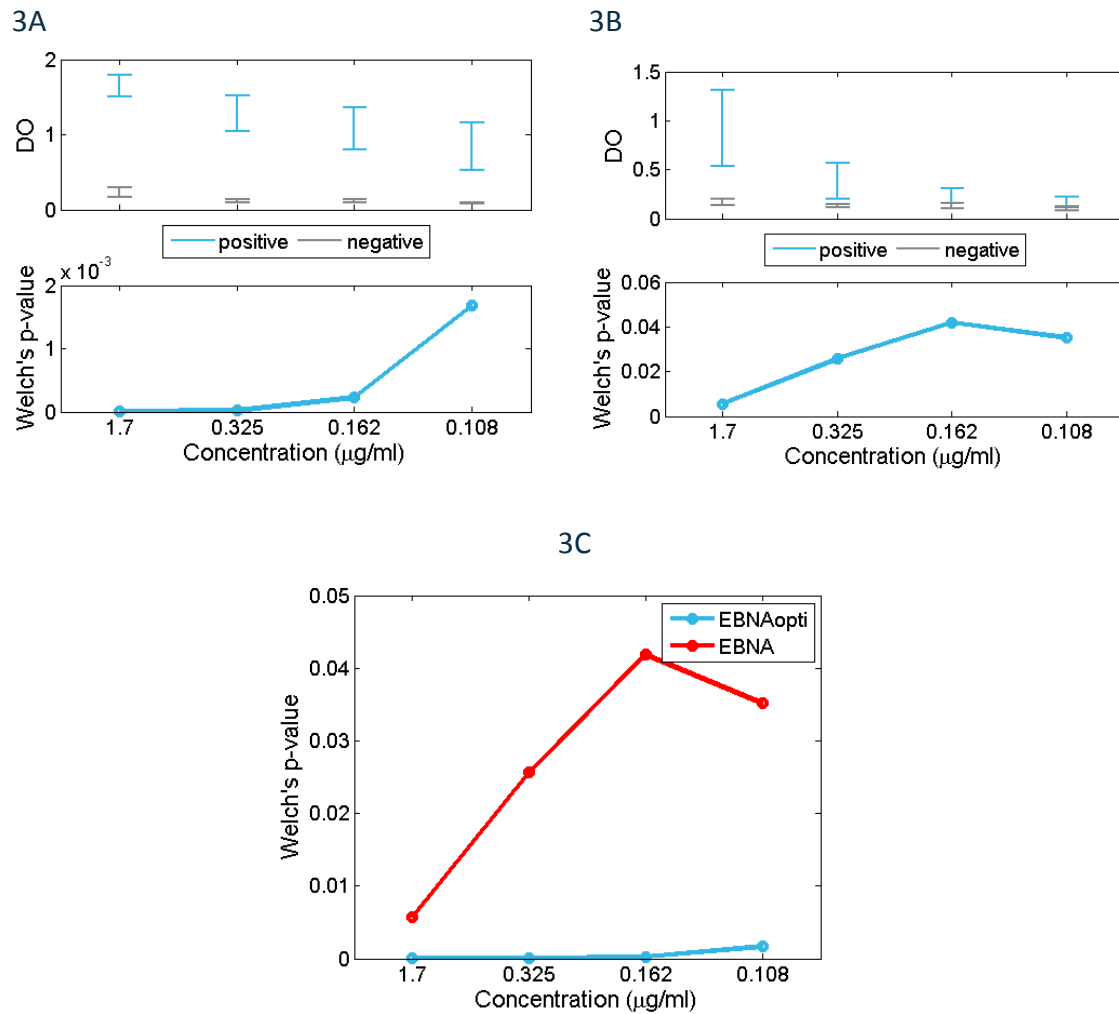 3A
2
1
0
DO
positive
negative
x 10-3
2
1
0
Welch's p-value
1.7
0.325
0.162
0.108
Concentration (μg/ml)
3B
1.5
1
0.5
0
DO
positive
negative
0.06
0.04
0.02
0
Welch's p-value
1.7
0.325
0.162
0.108
Concentration (μg/ml)
3C
0.05
0.04
0.03
0.02
0.01
0
Welch's p-value
EBNAopti
EBNA
1.7
0.325
0.162
0.108
Concentration (μg/ml)